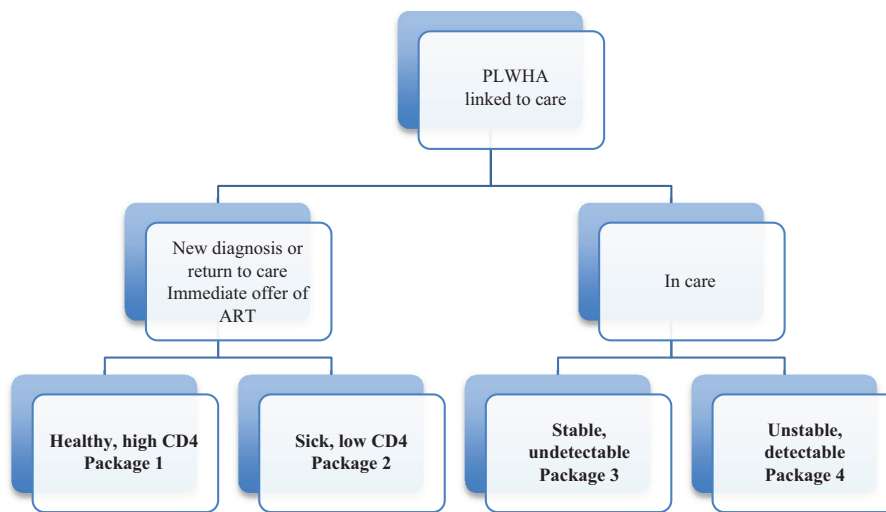 PLWHA
linked to care
New diagnosis or
return to care
Immediate offer of
ART
In care
Healthy, high CD4
Package 1
Sick, low CD4
Package 2
Stable,
undetectable
Package 3
Unstable,
detectable
Package 4